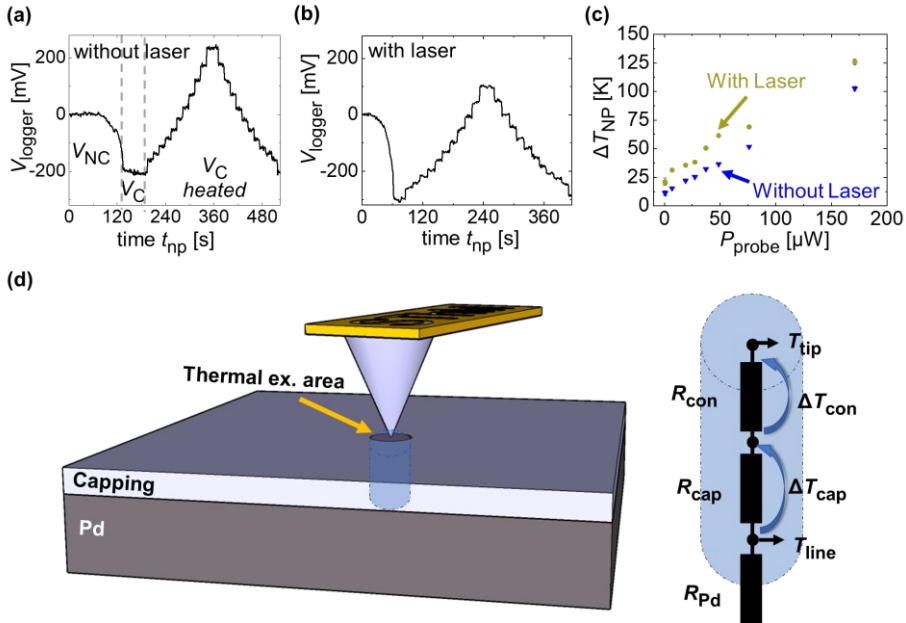 (a)
without laser
V_logger [mV]
200
0
-200
V_NC
V_C
V_C
heated
0 120 240 360 480
time t_np [s]
(b)
with laser
V_logger [mV]
200
0
-200
0 120 240 360
time t_np [s]
(c)
ΔT_NP [K]
150
125
100
75
50
25
0
With Laser
Without Laser
0 50 100 150 200
P_probe [µW]
(d)
Thermal ex. area
Capping
Pd
T_tip
R_con
ΔT_con
R_cap
ΔT_cap
T_line
R_Pd